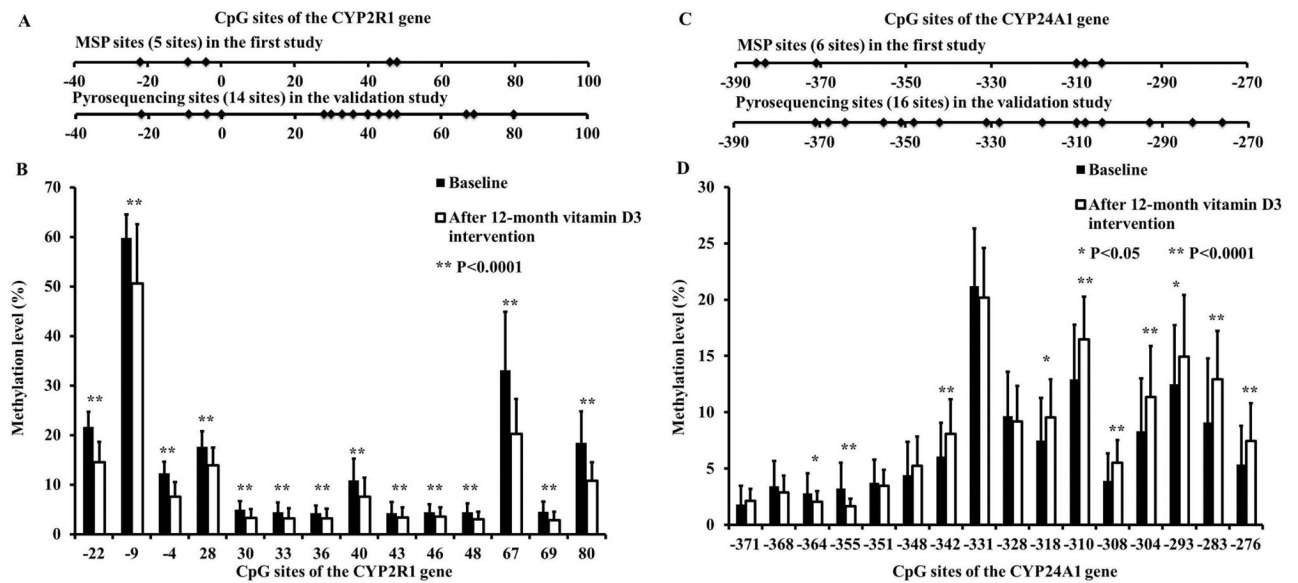 A
CpG sites of the CYP2R1 gene
MSP sites (5 sites) in the first study
-40 -20 0 20 40 60 80 100
Pyrosequencing sites (14 sites) in the validation study
-40 -20 0 20 40 60 80 100
C
CpG sites of the CYP24A1 gene
MSP sites (6 sites) in the first study
-390 -370 -350 -330 -310 -290 -270
Pyrosequencing sites (16 sites) in the validation study
-390 -370 -350 -330 -310 -290 -270
B
Methylation level (%)
70
60
50
40
30
20
10
0
Baseline
After 12-month vitamin D3
intervention
** P<0.0001
** ** ** ** ** ** ** ** ** ** ** ** ** **
-22 -9 -4 28 30 33 36 40 43 46 48 67 69 80
CpG sites of the CYP2R1 gene
D
Methylation level (%)
30
25
20
15
10
5
0
Baseline
After 12-month vitamin D3
intervention
* P<0.05 ** P<0.0001
* ** ** * ** ** ** * ** **
-371 -368 -364 -355 -351 -348 -342 -331 -328 -318 -310 -308 -304 -293 -283 -276
CpG sites of the CYP24A1 gene